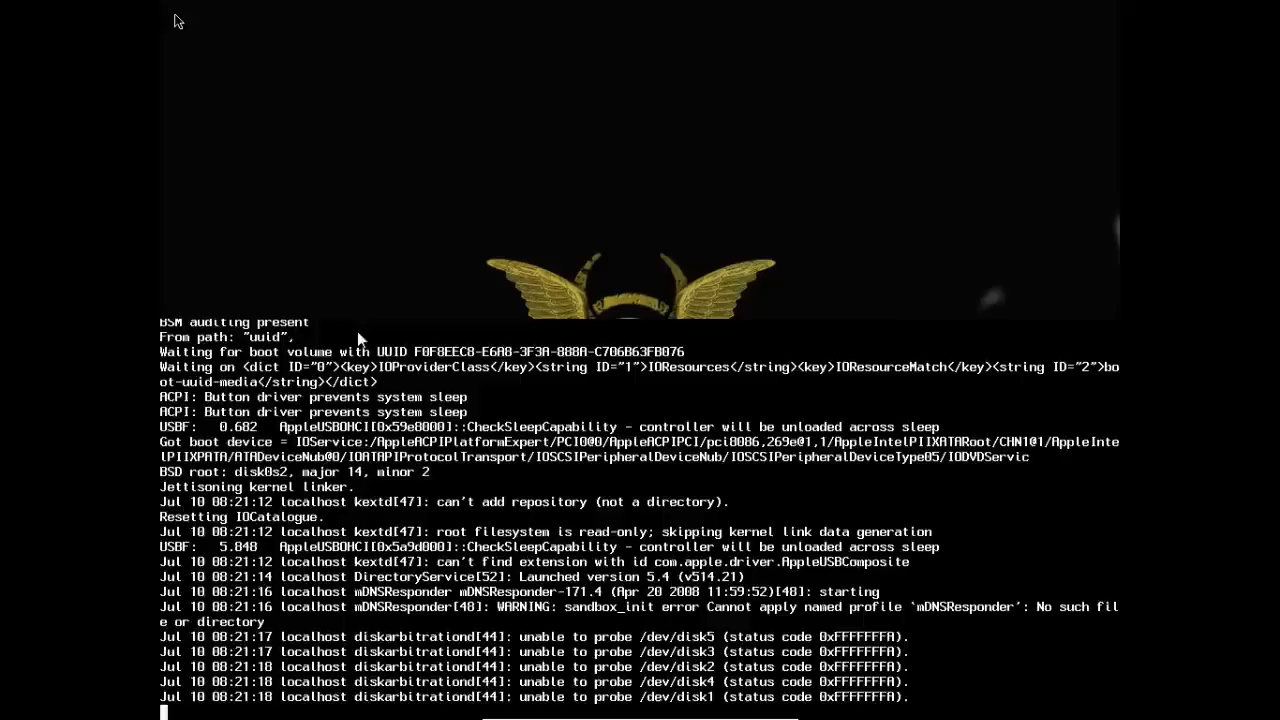 BSM auditing present
From path: "uuid",
Waiting for boot volume with UUID F0F8EEC8-E6A8-3F3A-888A-C706B63FB076
Waiting on <dict ID="0"><key>IOProviderClass</key><string ID="1">IOResources</string><key>IOResourceMatch</key><string ID="2">bo
ot-uuid-media</string></dict>
ACPI: Button driver prevents system sleep
ACPI: Button driver prevents system sleep
USBF:   0.682   AppleUSBOHCI[0x59e8000]::CheckSleepCapability - controller will be unloaded across sleep
Got boot device = IOService:/AppleACPIPlatformExpert/PCI0@0/AppleACPIPCI/pci8086,269e@1,1/AppleIntelPIIXATARoot/CHN1@1/AppleInte
lPIIXPATA/ATADeviceNub@0/IOATAPIProtocolTransport/IOSCSIPeripheralDeviceNub/IOSCSIPeripheralDeviceType05/IODVDServic
BSD root: disk0s2, major 14, minor 2
Jettisoning kernel linker.
Jul 10 08:21:12 localhost kextd[47]: can't add repository (not a directory).
Resetting IOCatalogue.
Jul 10 08:21:12 localhost kextd[47]: root filesystem is read-only; skipping kernel link data generation
USBF:   5.848   AppleUSBOHCI[0x5a9d000]::CheckSleepCapability - controller will be unloaded across sleep
Jul 10 08:21:12 localhost kextd[47]: can't find extension with id com.apple.driver.AppleUSBComposite
Jul 10 08:21:14 localhost DirectoryService[52]: Launched version 5.4 (v514.21)
Jul 10 08:21:16 localhost mDNSResponder mDNSResponder-171.4 (Apr 20 2008 11:59:52)[48]: starting
Jul 10 08:21:16 localhost mDNSResponder[48]: WARNING: sandbox_init error Cannot apply named profile `mDNSResponder': No such fil
e or directory
Jul 10 08:21:17 localhost diskarbitrationd[44]: unable to probe /dev/disk5 (status code 0xFFFFFFFA).
Jul 10 08:21:17 localhost diskarbitrationd[44]: unable to probe /dev/disk3 (status code 0xFFFFFFFA).
Jul 10 08:21:18 localhost diskarbitrationd[44]: unable to probe /dev/disk2 (status code 0xFFFFFFFA).
Jul 10 08:21:18 localhost diskarbitrationd[44]: unable to probe /dev/disk4 (status code 0xFFFFFFFA).
Jul 10 08:21:18 localhost diskarbitrationd[44]: unable to probe /dev/disk1 (status code 0xFFFFFFFA).